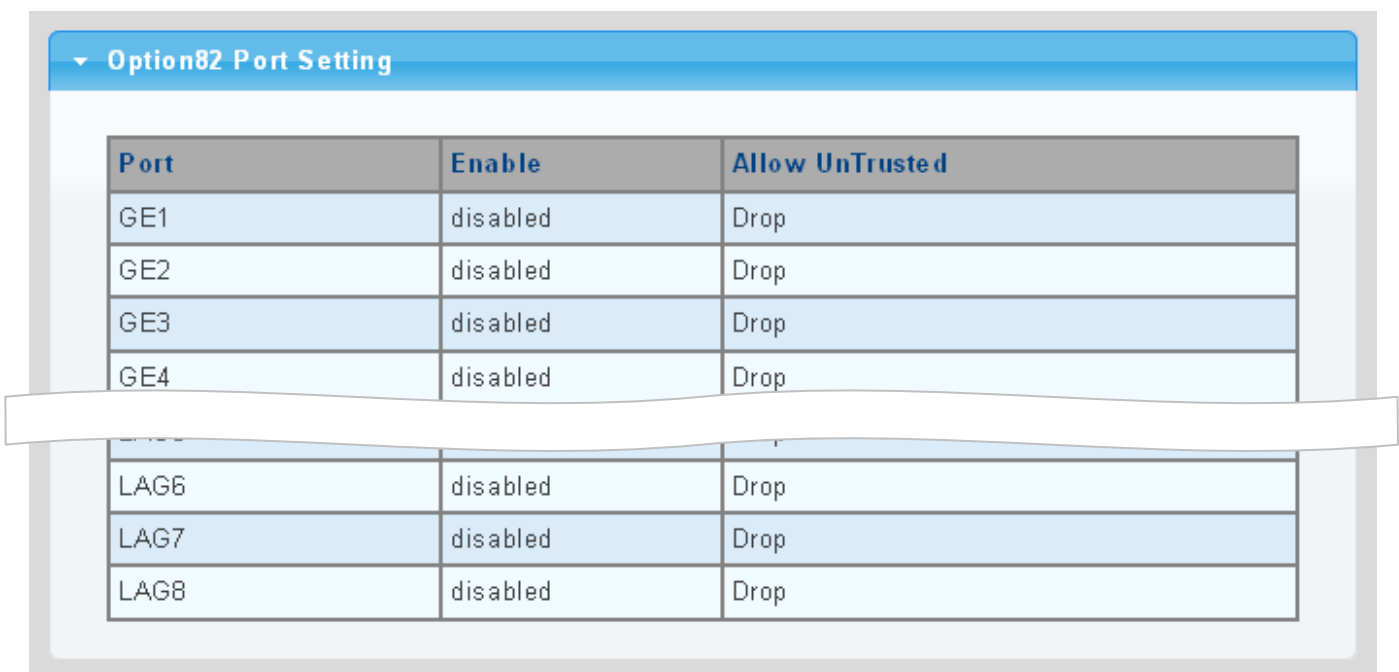 Option82 Port Setting
Port Enable Allow UnTrusted
GE1 disabled Drop
GE2 disabled Drop
GE3 disabled Drop
GE4 disabled Drop
LAG6 disabled Drop
LAG7 disabled Drop
LAG8 disabled Drop